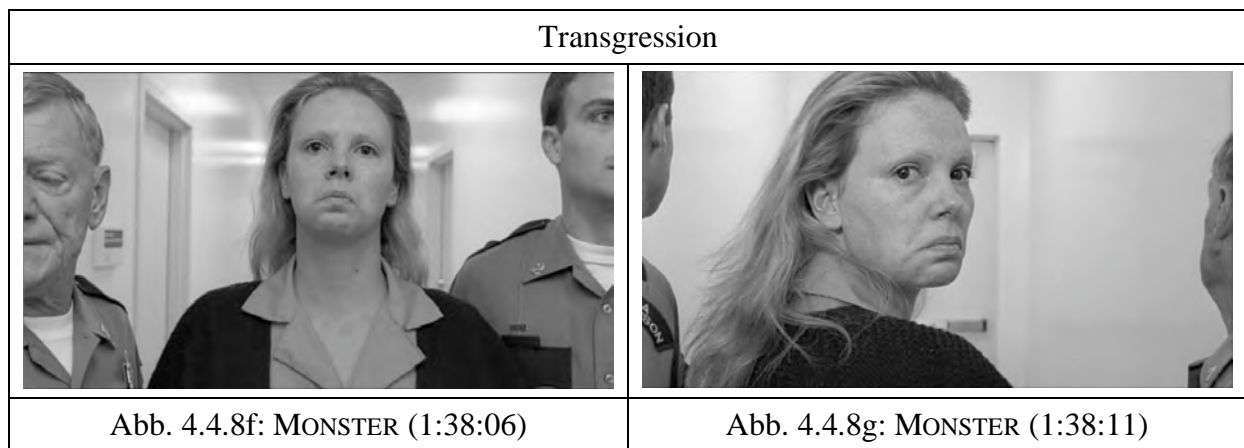 Transgression
Abb. 4.4.8f: MONSTER (1:38:06)
Abb. 4.4.8g: MONSTER (1:38:11)